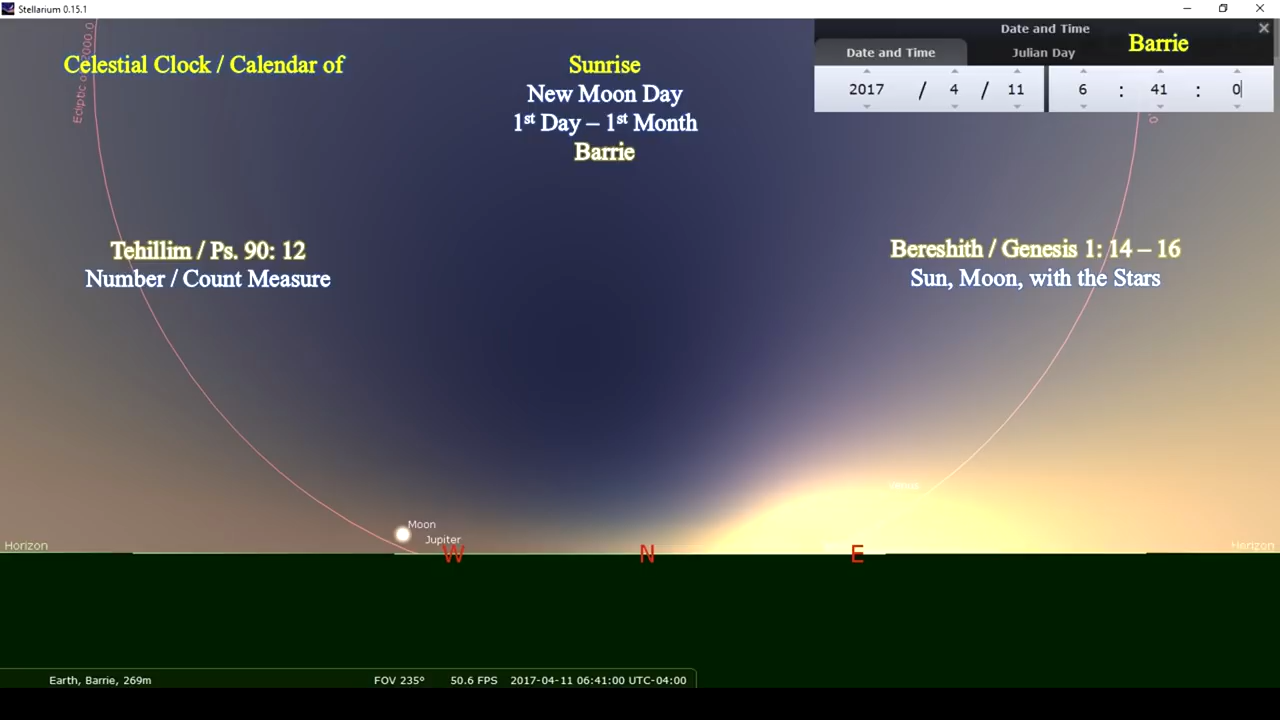 Stellarium 0.15.1
Date and Time
Barrie
Date and Time
Julian Day
2017 / 4 / 11
6 : 41 : 0
Celestial Clock / Calendar of
Sunrise
New Moon Day
1st Day – 1st Month
Barrie
Tehillim / Ps. 90: 12
Number / Count Measure
Bereshith / Genesis 1: 14 – 16
Sun, Moon, with the Stars
Venus
Moon
Jupiter
Horizon
W
N
E
Horizon
Earth, Barrie, 269m
FOV 235°
50.6 FPS
2017-04-11 06:41:00 UTC-04:00